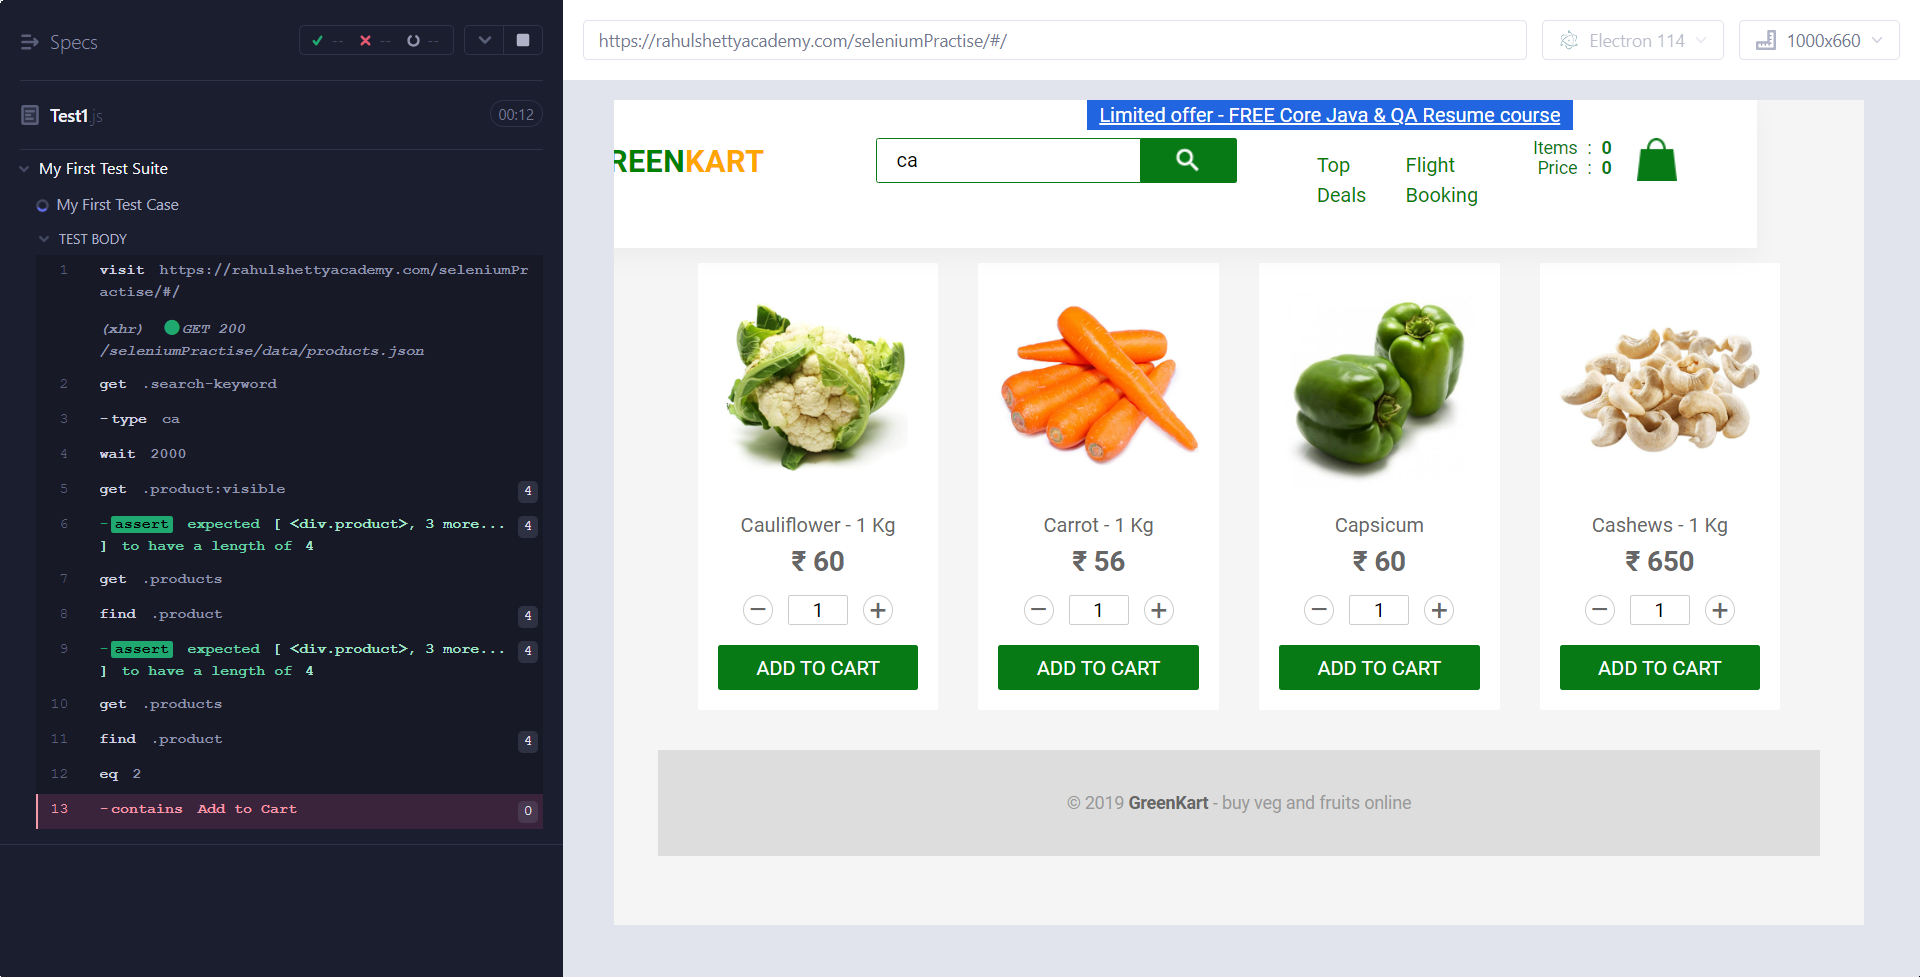 Specs
-- -- --
Test1.js
00:12
My First Test Suite
My First Test Case
TEST BODY
1 visit https://rahulshettyacademy.com/seleniumPr
actise/#/
(xhr) GET 200
/seleniumPractise/data/products.json
2 get .search-keyword
3 -type ca
4 wait 2000
5 get .product:visible 4
6 -assert expected [ <div.product>, 3 more... 4
] to have a length of 4
7 get .products
8 find .product 4
9 -assert expected [ <div.product>, 3 more... 4
] to have a length of 4
10 get .products
11 find .product 4
12 eq 2
13 -contains Add to Cart 0
https://rahulshettyacademy.com/seleniumPractise/#/
Electron 114
1000x660
Limited offer - FREE Core Java & QA Resume course
REENKART
ca
Top
Deals
Flight
Booking
Items : 0
Price : 0
Cauliflower - 1 Kg
₹ 60
− 1 +
ADD TO CART
Carrot - 1 Kg
₹ 56
− 1 +
ADD TO CART
Capsicum
₹ 60
− 1 +
ADD TO CART
Cashews - 1 Kg
₹ 650
− 1 +
ADD TO CART
© 2019 GreenKart - buy veg and fruits online